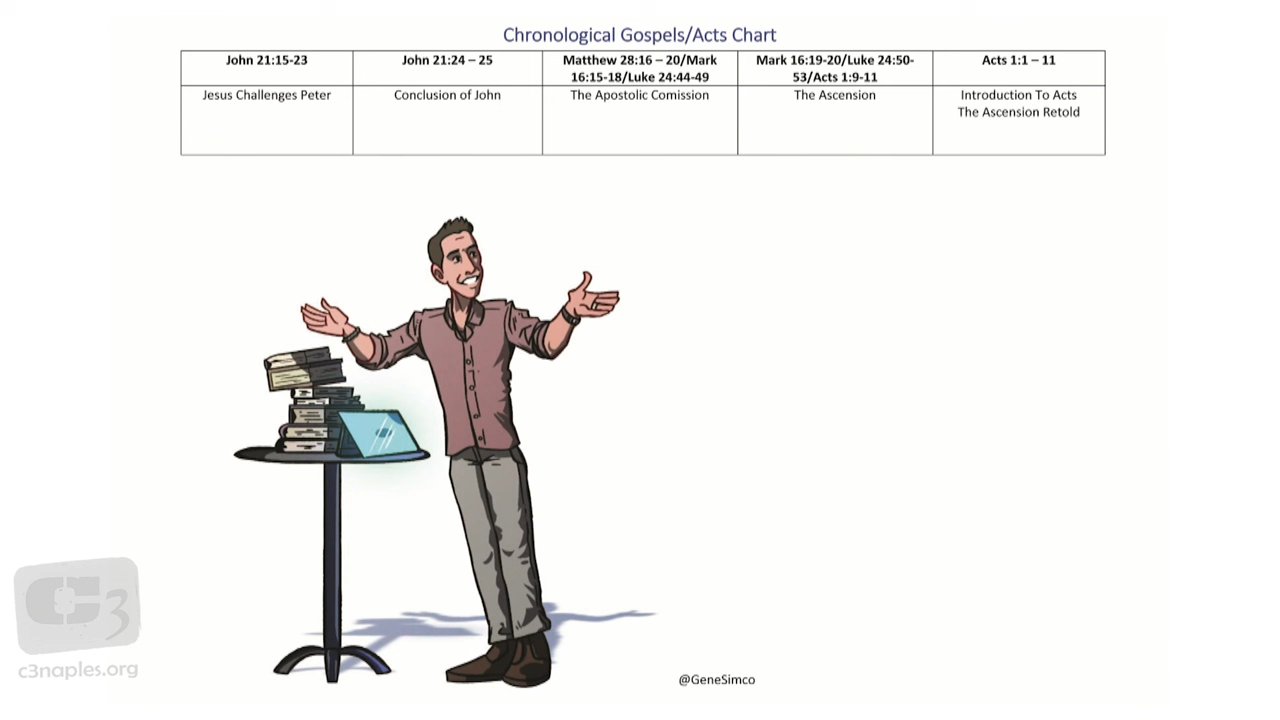 Chronological Gospels/Acts Chart
John 21:15-23
John 21:24 – 25
Matthew 28:16 – 20/Mark
16:15-18/Luke 24:44-49
Mark 16:19-20/Luke 24:50-
53/Acts 1:9-11
Acts 1:1 – 11
Jesus Challenges Peter
Conclusion of John
The Apostolic Comission
The Ascension
Introduction To Acts
The Ascension Retold
C3
c3naples.org
@GeneSimco